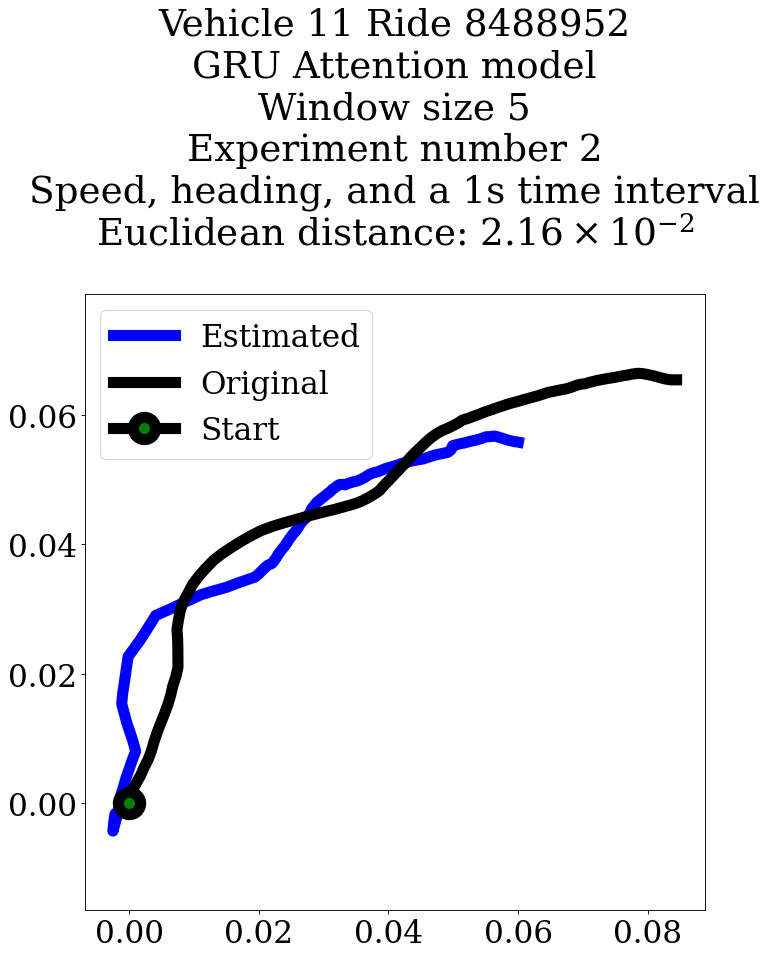 Vehicle 11 Ride 8488952
GRU Attention model
Window size 5
Experiment number 2
Speed, heading, and a 1s time interval
Euclidean distance: 2.16 × 10⁻²
Estimated
Original
Start
0.06
0.04
0.02
0.00
0.00 0.02 0.04 0.06 0.08